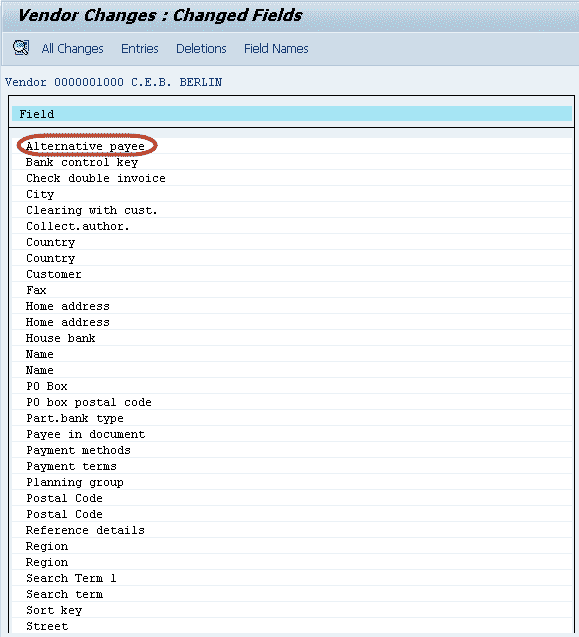 Vendor Changes : Changed Fields
All Changes Entries Deletions Field Names
Vendor 0000001000 C.E.B. BERLIN
Field
Alternative payee
Bank control key
Check double invoice
City
Clearing with cust.
Collect.author.
Country
Country
Customer
Fax
Home address
Home address
House bank
Name
Name
PO Box
PO box postal code
Part.bank type
Payee in document
Payment methods
Payment terms
Planning group
Postal Code
Postal Code
Reference details
Region
Region
Search Term 1
Search term
Sort key
Street